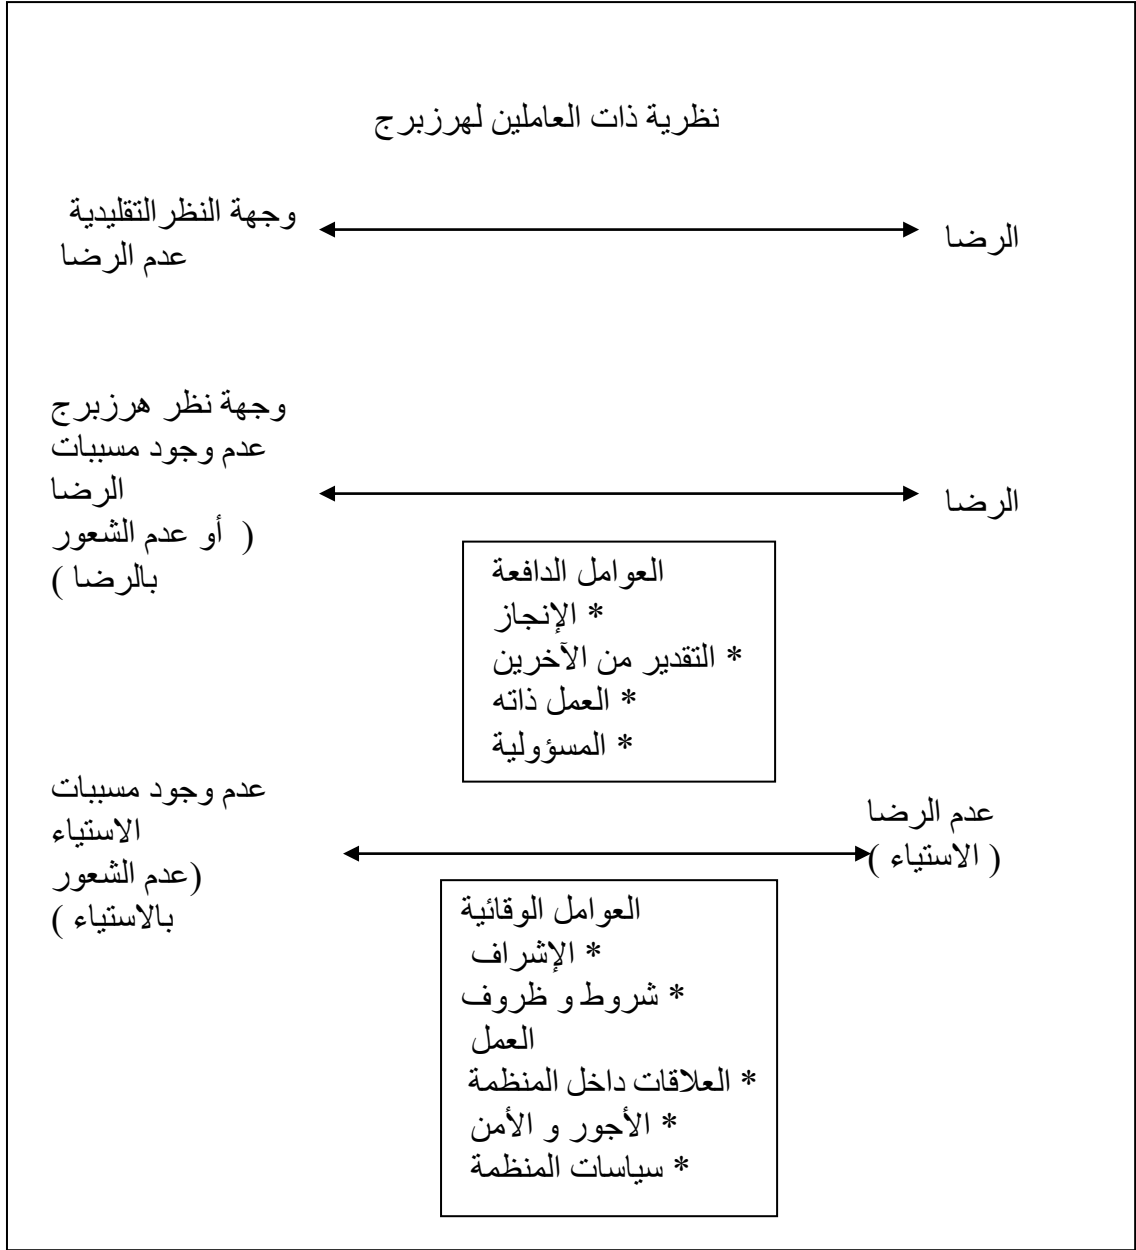 نظرية ذات العاملين لهرزبرج
الرضا
وجهة النظر التقليدية
عدم الرضا
الرضا
وجهة نظر هرزبرج
عدم وجود مسببات
الرضا
( أو عدم الشعور
بالرضا )
العوامل الدافعة
* الإنجاز
* التقدير من الآخرين
* العمل ذاته
* المسؤولية
عدم الرضا
( الاستياء )
عدم وجود مسببات
الاستياء
(عدم الشعور
بالاستياء )
العوامل الوقائية
* الإشراف
* شروط و ظروف
العمل
* العلاقات داخل المنظمة
* الأجور و الأمن
* سياسات المنظمة